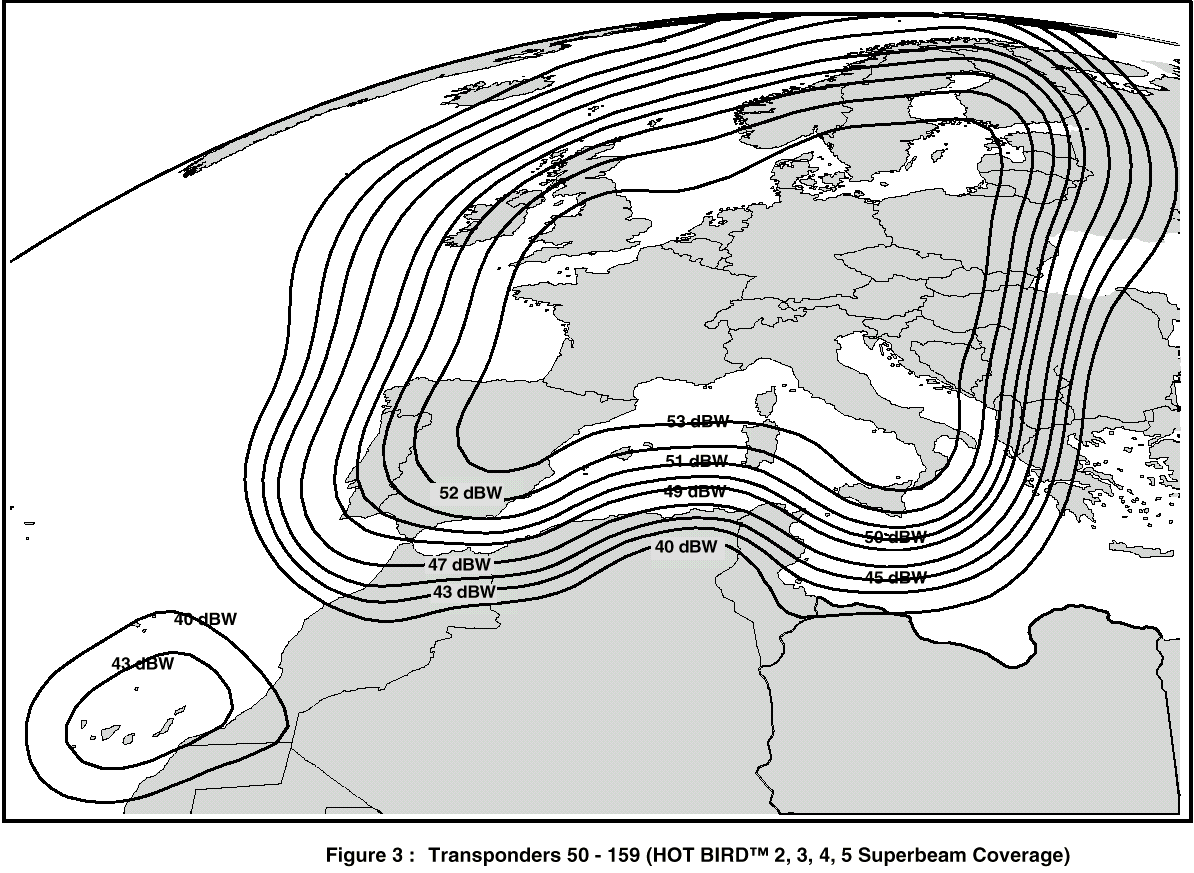 53 dBW
51 dBW
52 dBW
49 dBW
50 dBW
40 dBW
47 dBW
45 dBW
43 dBW
40 dBW
43 dBW
Figure 3 : Transponders 50 - 159 (HOT BIRD™ 2, 3, 4, 5 Superbeam Coverage)